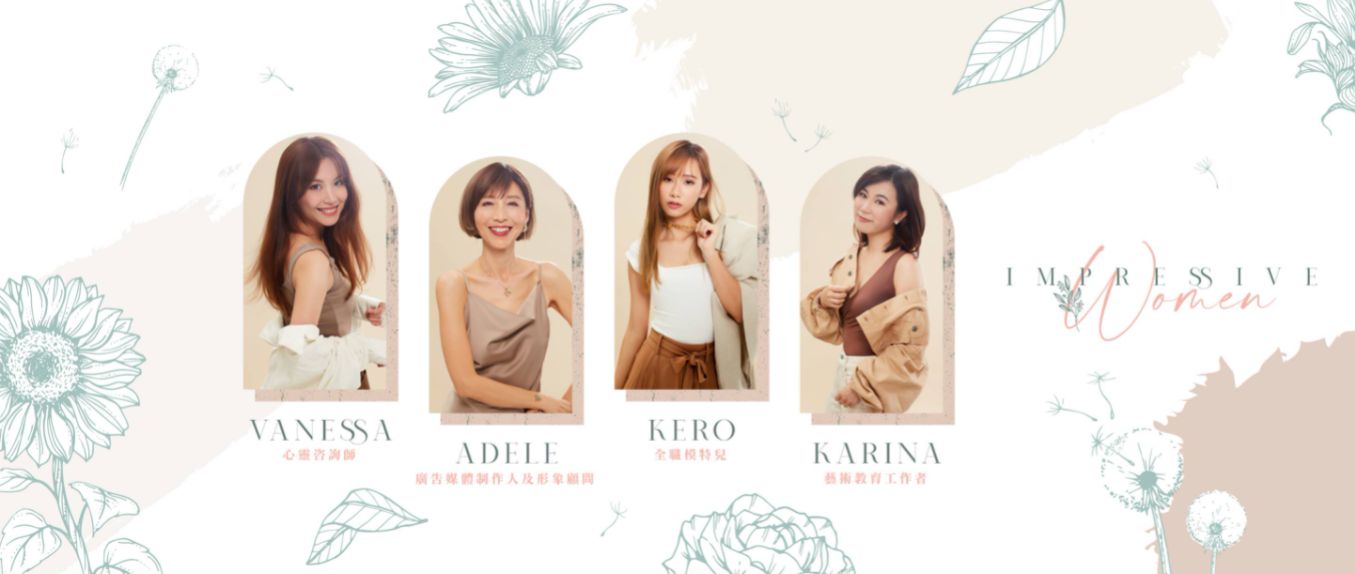 VANESSA
心靈咨詢師
ADELE
廣告媒體制作人及形象顧問
KERO
全職模特兒
KARINA
藝術教育工作者
IMPRESSIVE
Women